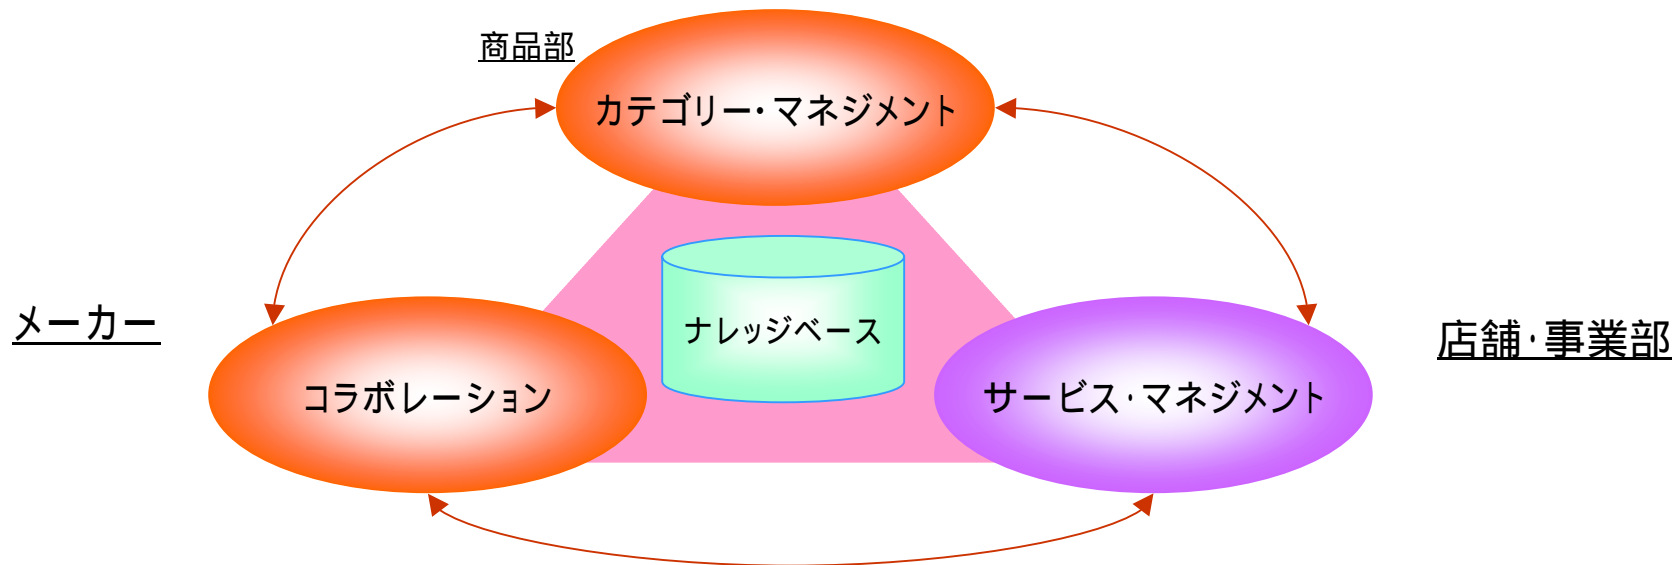 商品部
カテゴリー・マネジメント
メーカー
ナレッジベース
店舗・事業部
コラボレーション
サービス・マネジメント